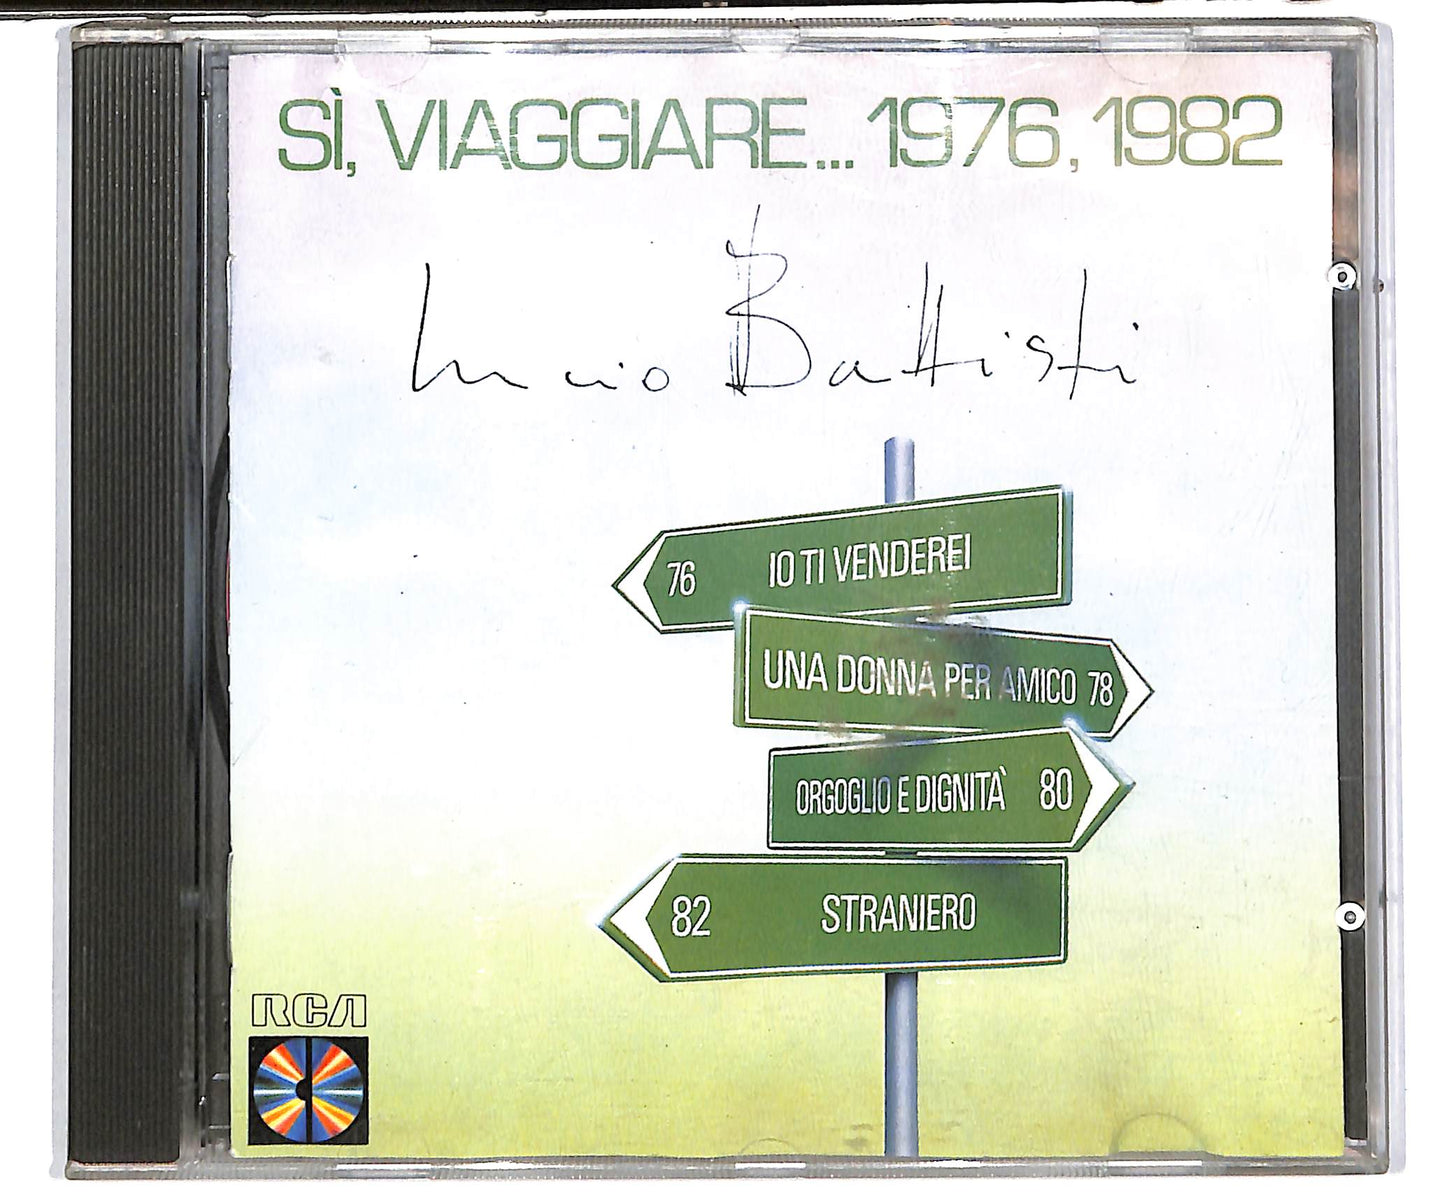 SÌ, VIAGGIARE... 1976, 1982
Lucio Battisti
76 IO TI VENDEREI
UNA DONNA PER AMICO 78
ORGOGLIO E DIGNITÀ 80
82 STRANIERO
RCA